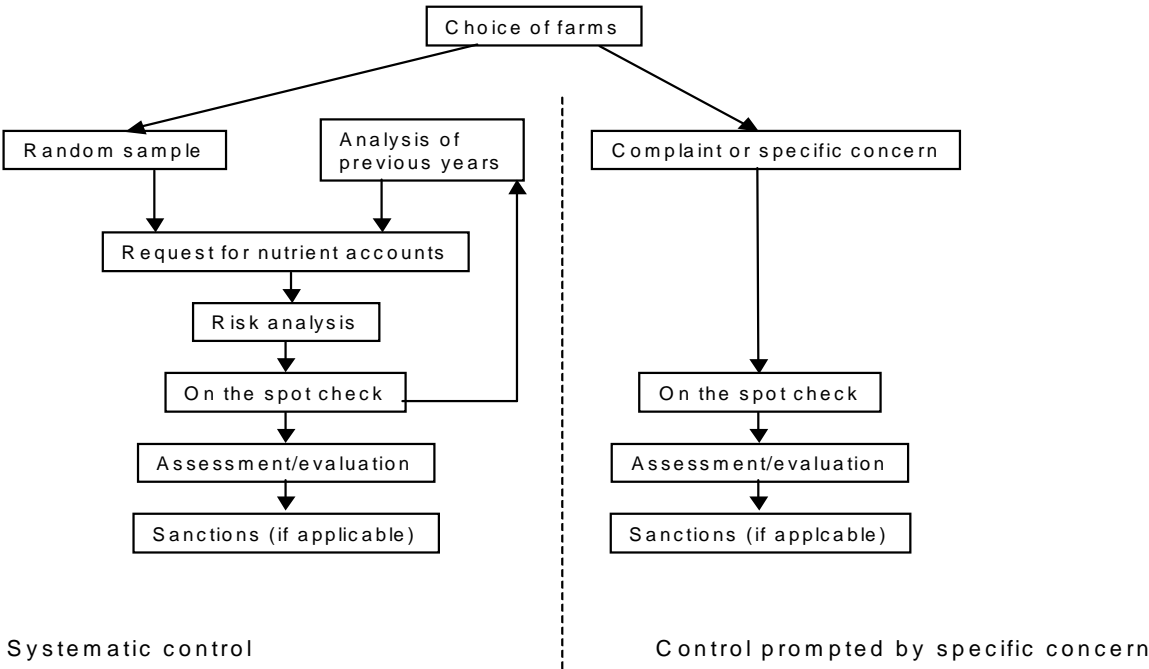 Choice of farms
Random sample
Analysis of
previous years
Request for nutrient accounts
Risk analysis
On the spot check
Assessment/evaluation
Sanctions (if applicable)
Systematic control
Complaint or specific concern
On the spot check
Assessment/evaluation
Sanctions (if applcable)
Control prompted by specific concern